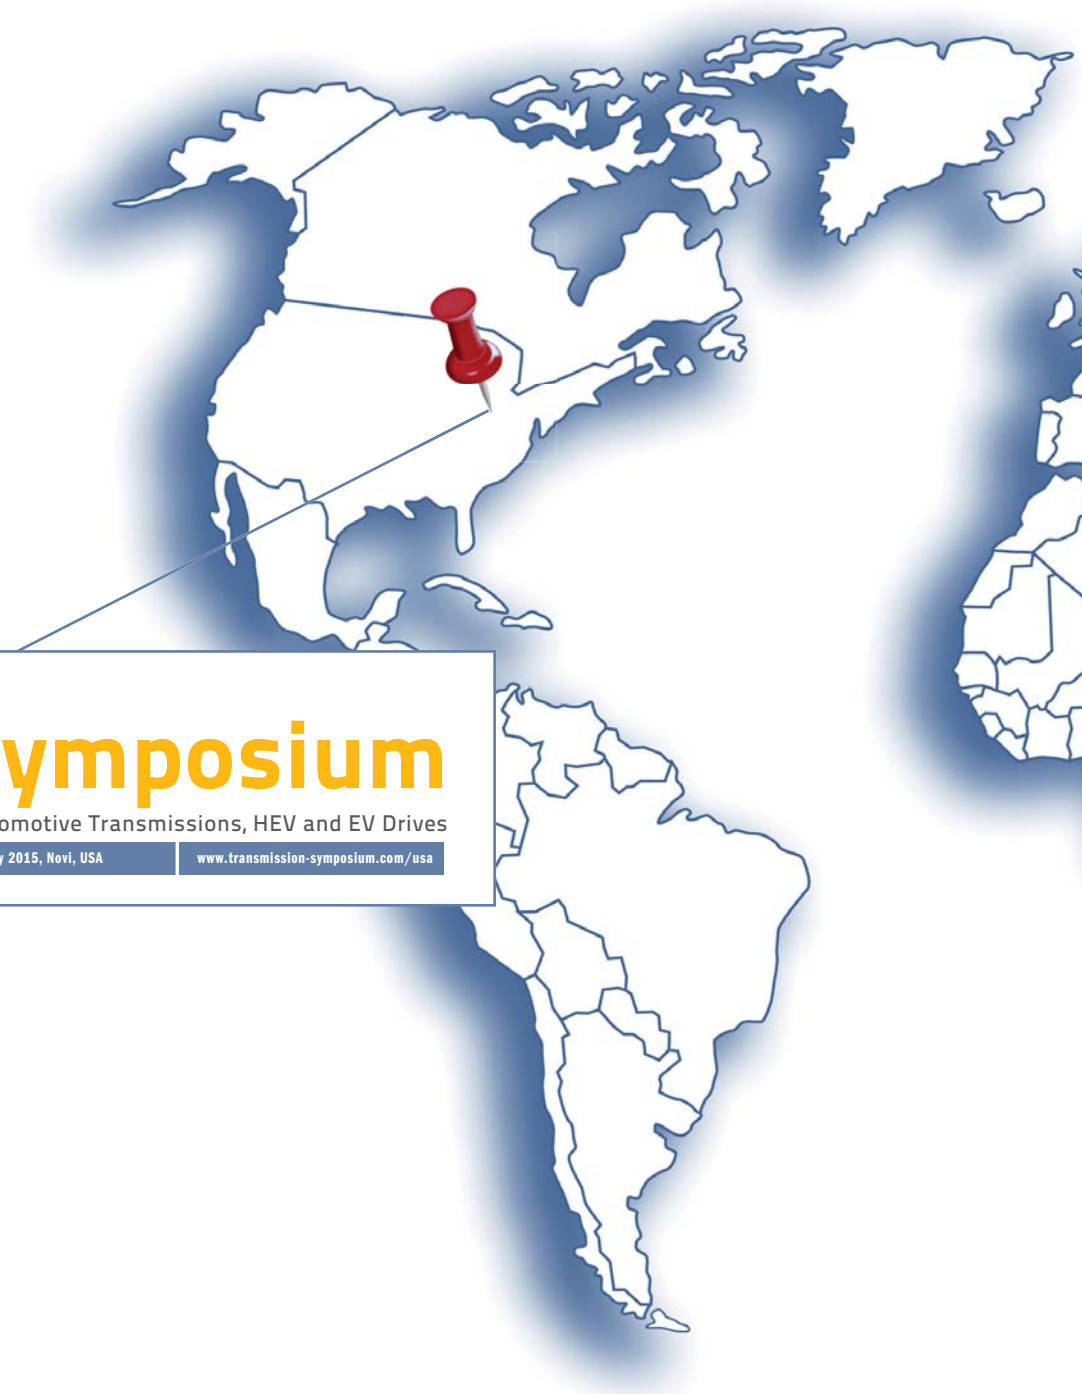 ymposium
omotive Transmissions, HEV and EV Drives
y 2015, Novi, USA
www.transmission-symposium.com/usa